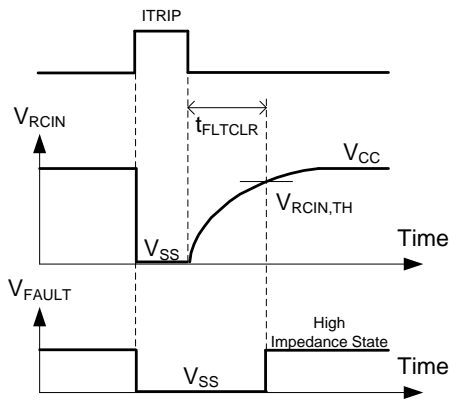 ITRIP
VRCIN
tFLTCLR
VCC
VRCIN,TH
VSS
Time
VFAULT
High
Impedance State
VSS
Time